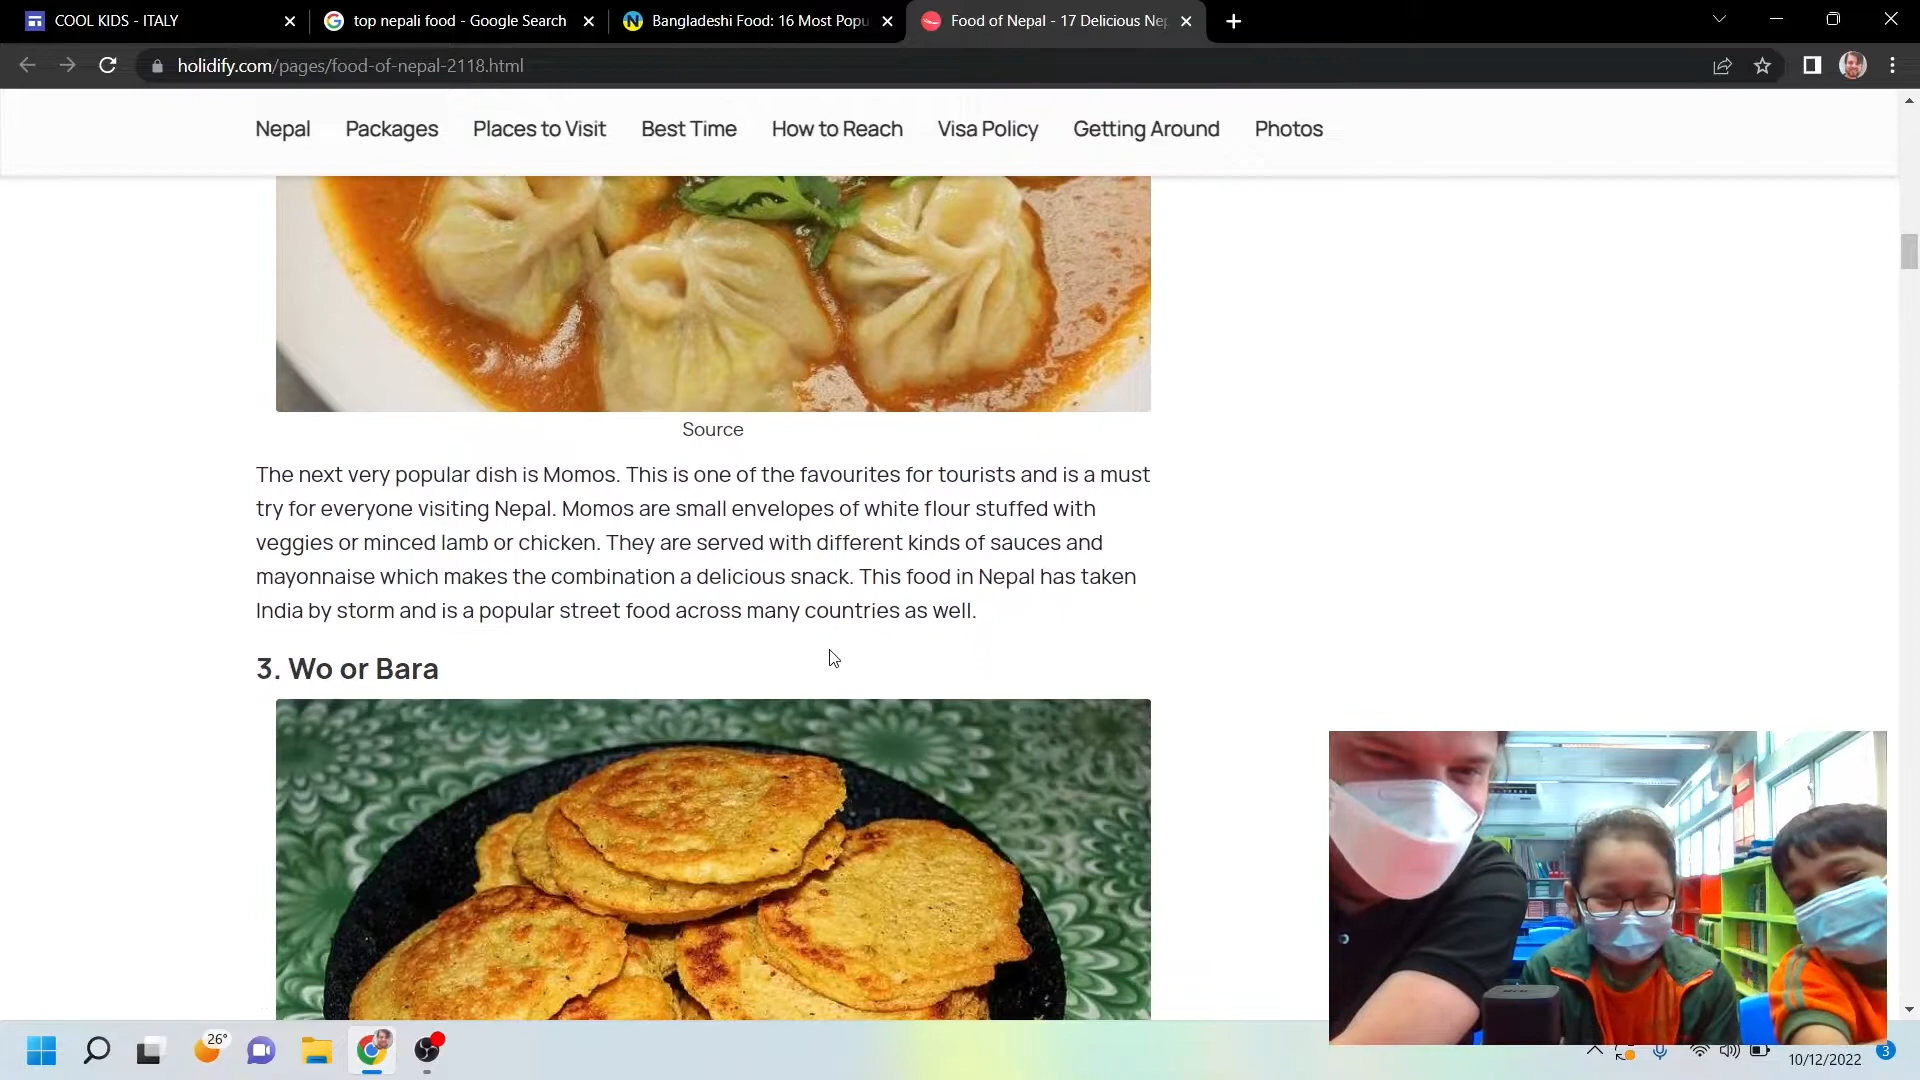 COOL KIDS - ITALY
top nepali food - Google Search
Bangladeshi Food: 16 Most Popu
Food of Nepal - 17 Delicious Nep
holidify.com/pages/food-of-nepal-2118.html
Nepal Packages Places to Visit Best Time How to Reach Visa Policy Getting Around Photos
Source
The next very popular dish is Momos. This is one of the favourites for tourists and is a must
try for everyone visiting Nepal. Momos are small envelopes of white flour stuffed with
veggies or minced lamb or chicken. They are served with different kinds of sauces and
mayonnaise which makes the combination a delicious snack. This food in Nepal has taken
India by storm and is a popular street food across many countries as well.
3. Wo or Bara
26°
10/12/2022
3